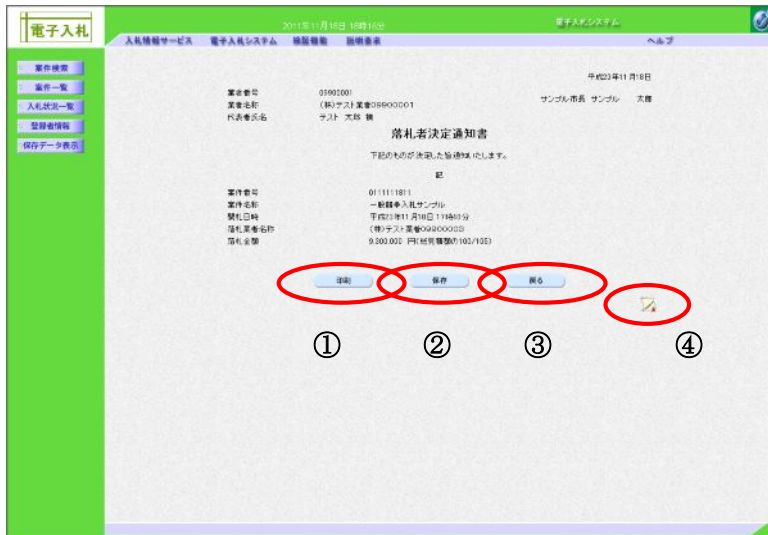 電子入札
2011年11月18日 18時16分
電子入札システム
入札情報サービス 電子入札システム 検証機能 説明要求 ヘルプ
案件検索
案件一覧
入札状況一覧
登録者情報
保存データ表示
平成23年11月18日
業者番号 09900001
業者名称 (株)テスト業者09900001
サンプル市長 サンプル 太郎
代表者氏名 テスト 太郎 様
落札者決定通知書
下記のものが決定した旨通知いたします。
記
案件番号 0111111811
案件名称 一般競争入札サンプル
開札日時 平成23年11月18日 17時40分
落札業者名称
落札金額
印刷 保存 戻る
① ② ③ ④